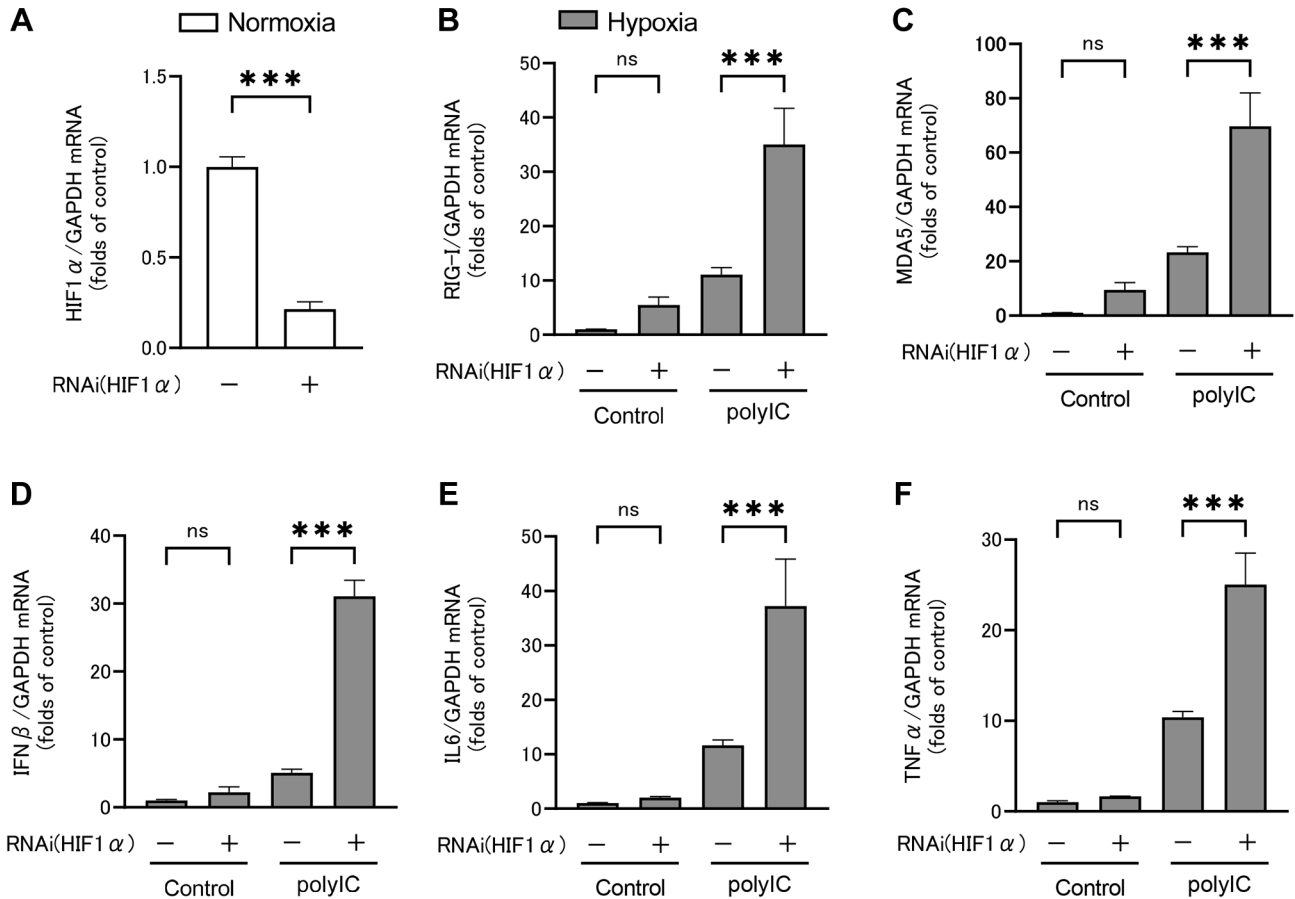 A
Normoxia
B
Hypoxia
C
HIF1α/GAPDH mRNA
(folds of control)
1.5
1.0
0.5
0.0
***
RNAi(HIF1α)
− +
RIG-I/GAPDH mRNA
(folds of control)
50
40
30
20
10
0
ns
***
RNAi(HIF1α)
− + − +
Control polyIC
MDA5/GAPDH mRNA
(folds of control)
100
80
60
40
20
0
ns
***
RNAi(HIF1α)
− + − +
Control polyIC
D
IFNβ/GAPDH mRNA
(folds of control)
40
30
20
10
0
ns
***
RNAi(HIF1α)
− + − +
Control polyIC
E
IL6/GAPDH mRNA
(folds of control)
50
40
30
20
10
0
ns
***
RNAi(HIF1α)
− + − +
Control polyIC
F
TNFα/GAPDH mRNA
(folds of control)
30
20
10
0
ns
***
RNAi(HIF1α)
− + − +
Control polyIC